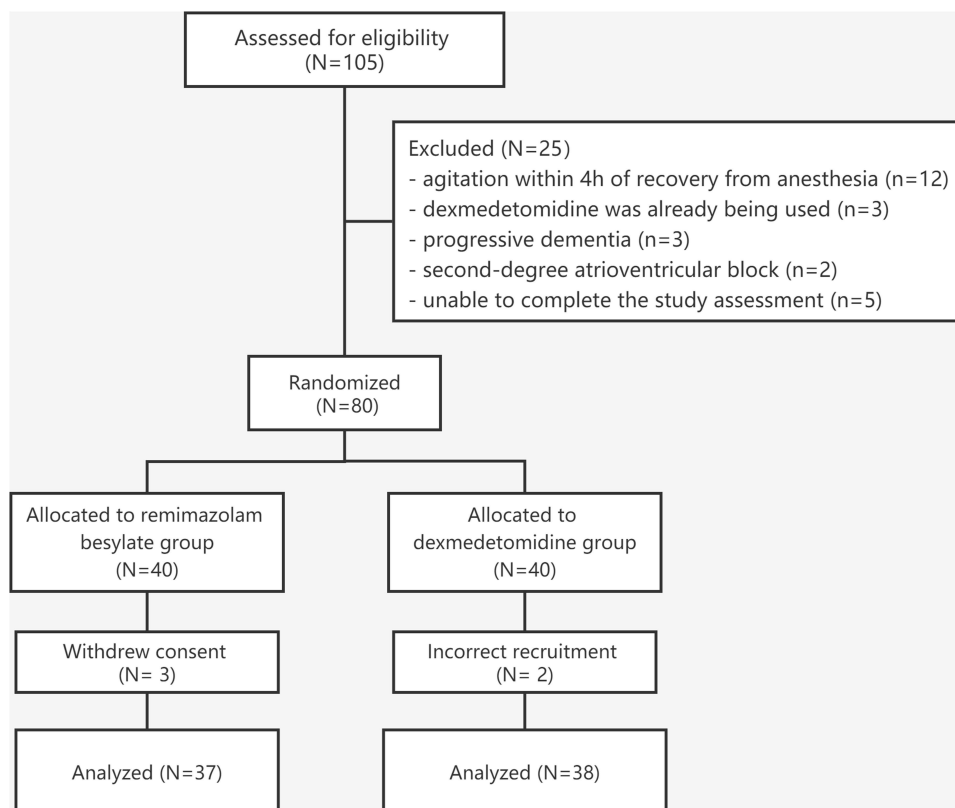 Assessed for eligibility
(N=105)
Excluded (N=25)
- agitation within 4h of recovery from anesthesia (n=12)
- dexmedetomidine was already being used (n=3)
- progressive dementia (n=3)
- second-degree atrioventricular block (n=2)
- unable to complete the study assessment (n=5)
Randomized
(N=80)
Allocated to remimazolam
besylate group
(N=40)
Allocated to
dexmedetomidine group
(N=40)
Withdrew consent
(N= 3)
Incorrect recruitment
(N= 2)
Analyzed (N=37)
Analyzed (N=38)